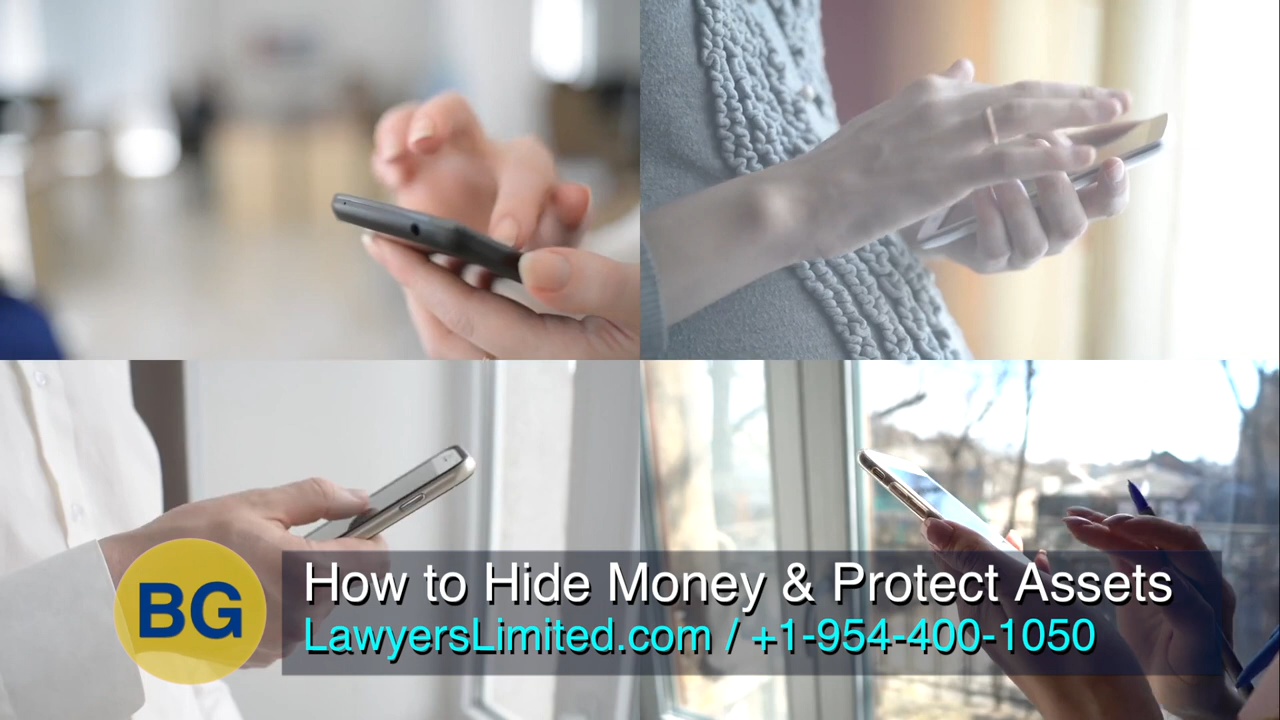 BG
How to Hide Money & Protect Assets
LawyersLimited.com / +1-954-400-1050